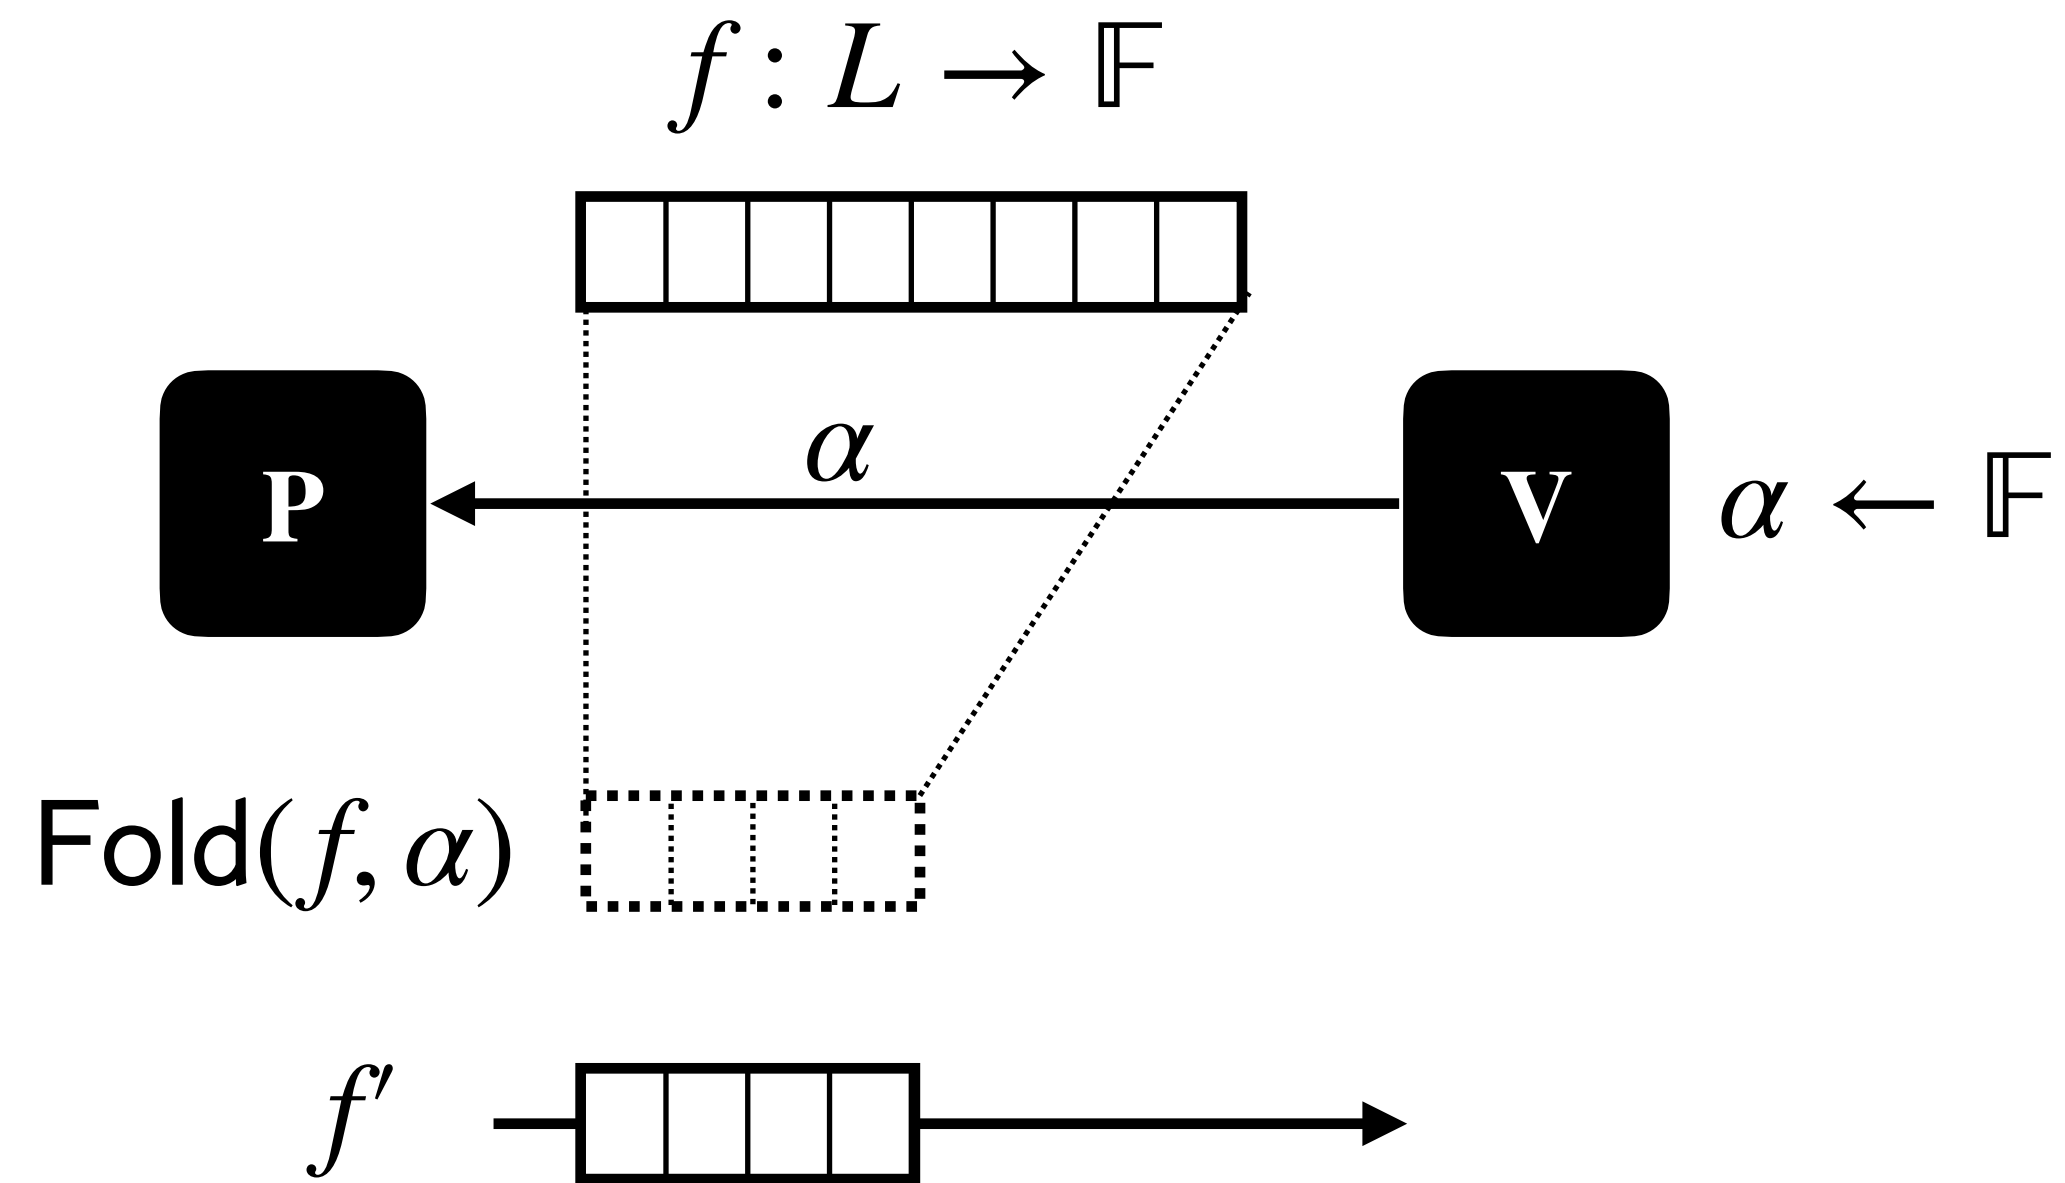 f : L → 𝔽
α
P
V
α ← 𝔽
Fold(f, α)
f′